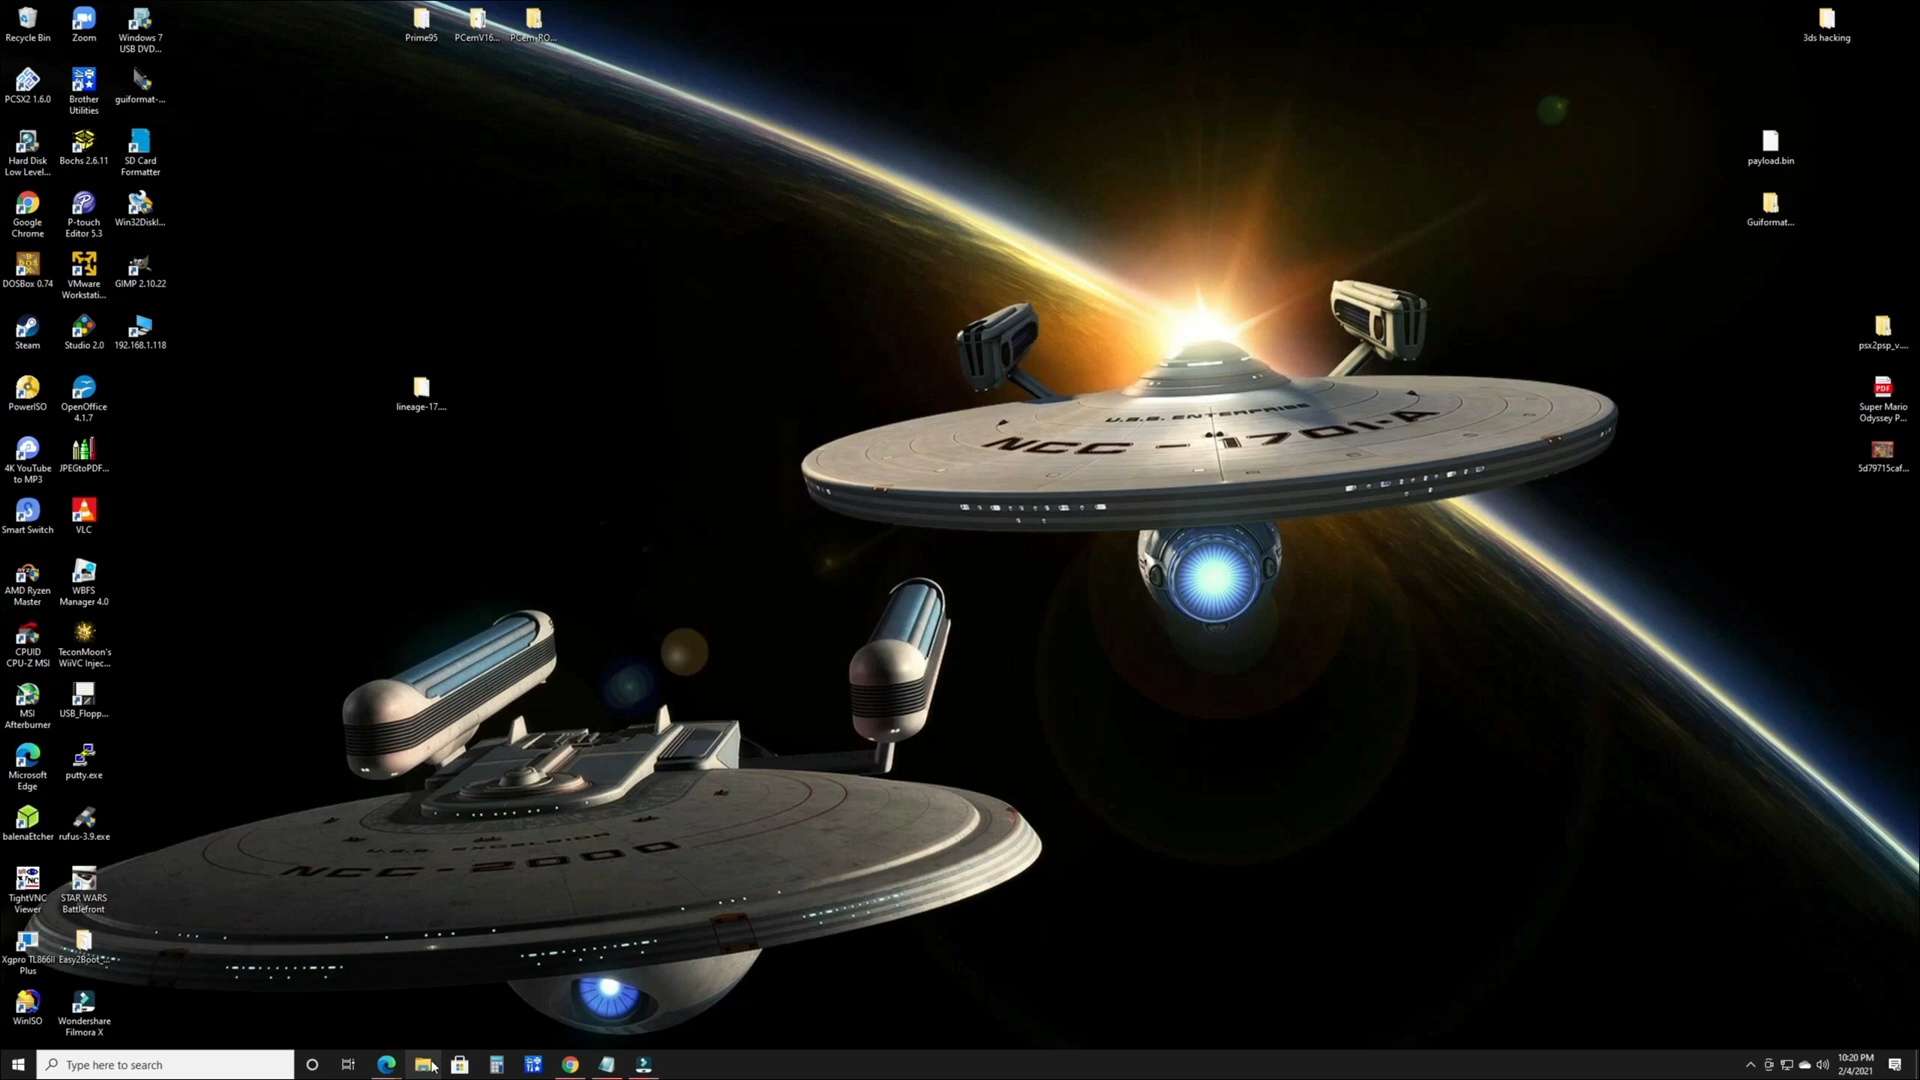 Recycle Bin
Zoom
Windows 7
USB DVD...
Prime95
PCemV16...
PCem-RO...
3ds hacking
PCSX2 1.6.0
Brother
Utilities
guiformat-...
Hard Disk
Low Level...
Bochs 2.6.11
SD Card
Formatter
payload.bin
Google
Chrome
P-touch
Editor 5.3
Win32DiskI...
Guiformat...
DOSBox 0.74
VMware
Workstati...
GIMP 2.10.22
Steam
Studio 2.0
192.168.1.118
psx2psp_v....
PowerISO
OpenOffice
4.1.7
lineage-17....
PDF
Super Mario
Odyssey P...
U.S.S. ENTERPRISE
NCC-1701-A
4K YouTube
to MP3
JPEGtoPDF...
5d79715caf...
Smart Switch
VLC
AMD Ryzen
Master
WBFS
Manager 4.0
CPUID
CPU-Z MSI
TeconMoon's
WiiVC Injec...
MSI
Afterburner
USB_Flopp...
Microsoft
Edge
putty.exe
balenaEtcher
rufus-3.9.exe
U.S.S. EXCELSIOR
NCC-2000
TightVNC
Viewer
STAR WARS
Battlefront
Xgpro TL866II
Plus
Easy2Boot_...
WinISO
Wondershare
Filmora X
Type here to search
10:20 PM
2/4/2021